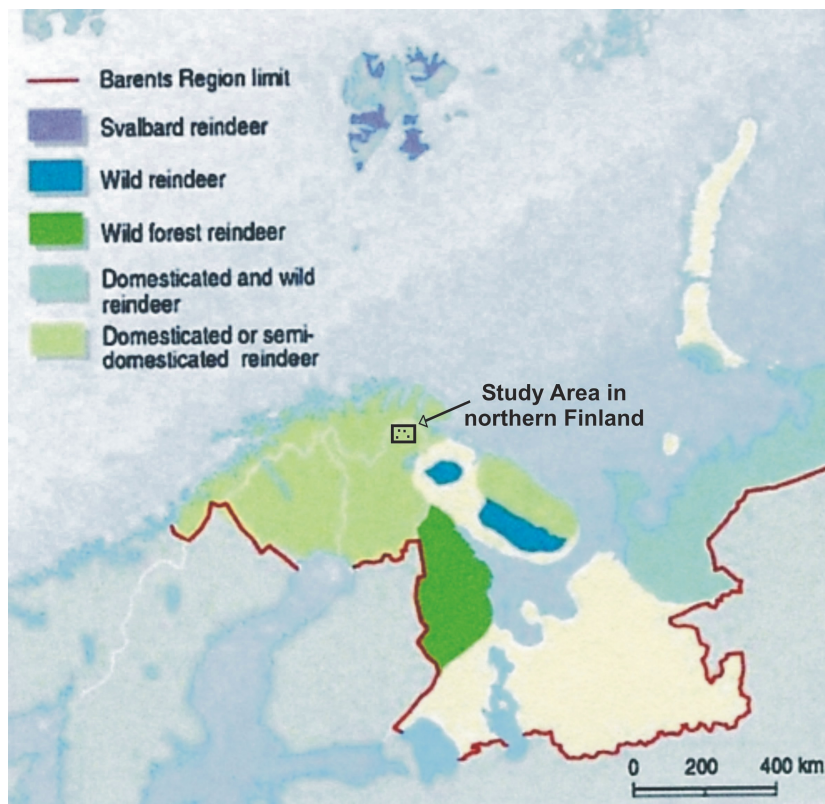 Barents Region limit
Svalbard reindeer
Wild reindeer
Wild forest reindeer
Domesticated and wild
reindeer
Domesticated or semi-
domesticated reindeer
Study Area in
northern Finland
0 200 400 km